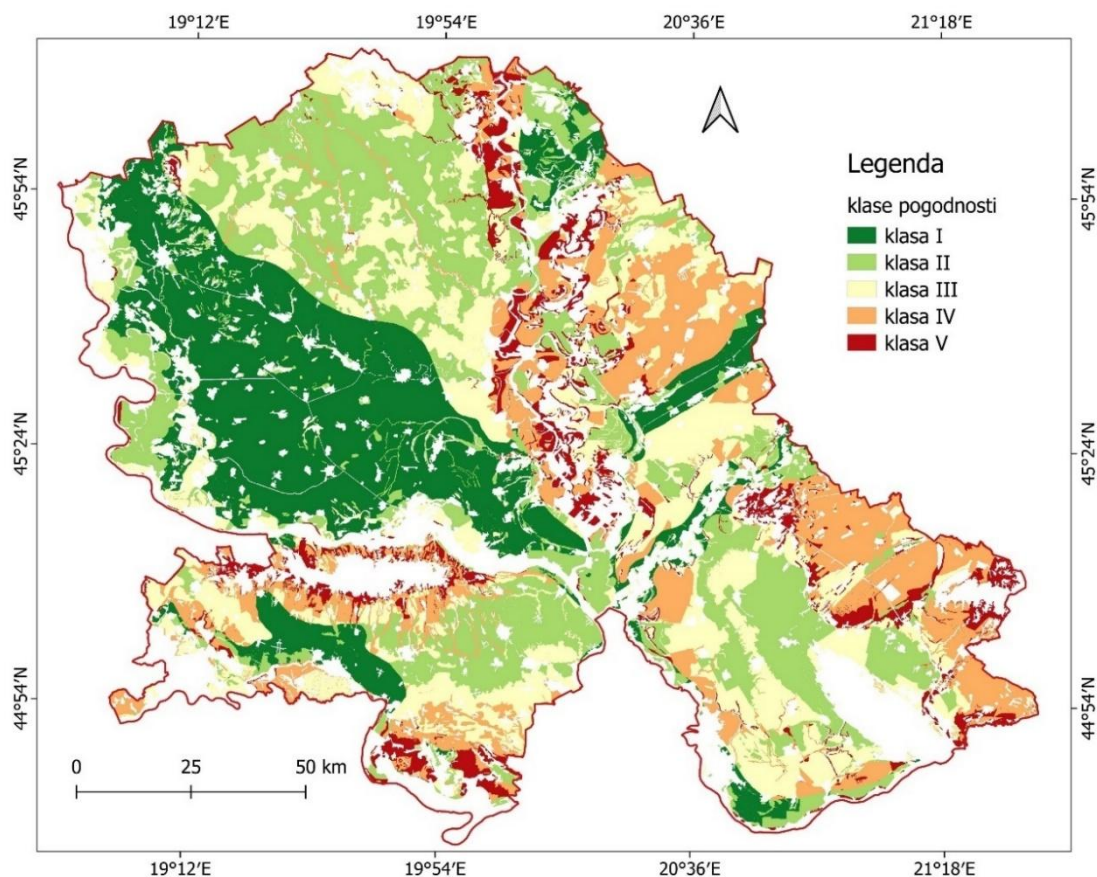 19°12′E 19°54′E 20°36′E 21°18′E
45°54′N
45°54′N
Legenda
klase pogodnosti
klasa I
klasa II
klasa III
klasa IV
klasa V
45°24′N
45°24′N
44°54′N
44°54′N
0 25 50 km
19°12′E 19°54′E 20°36′E 21°18′E